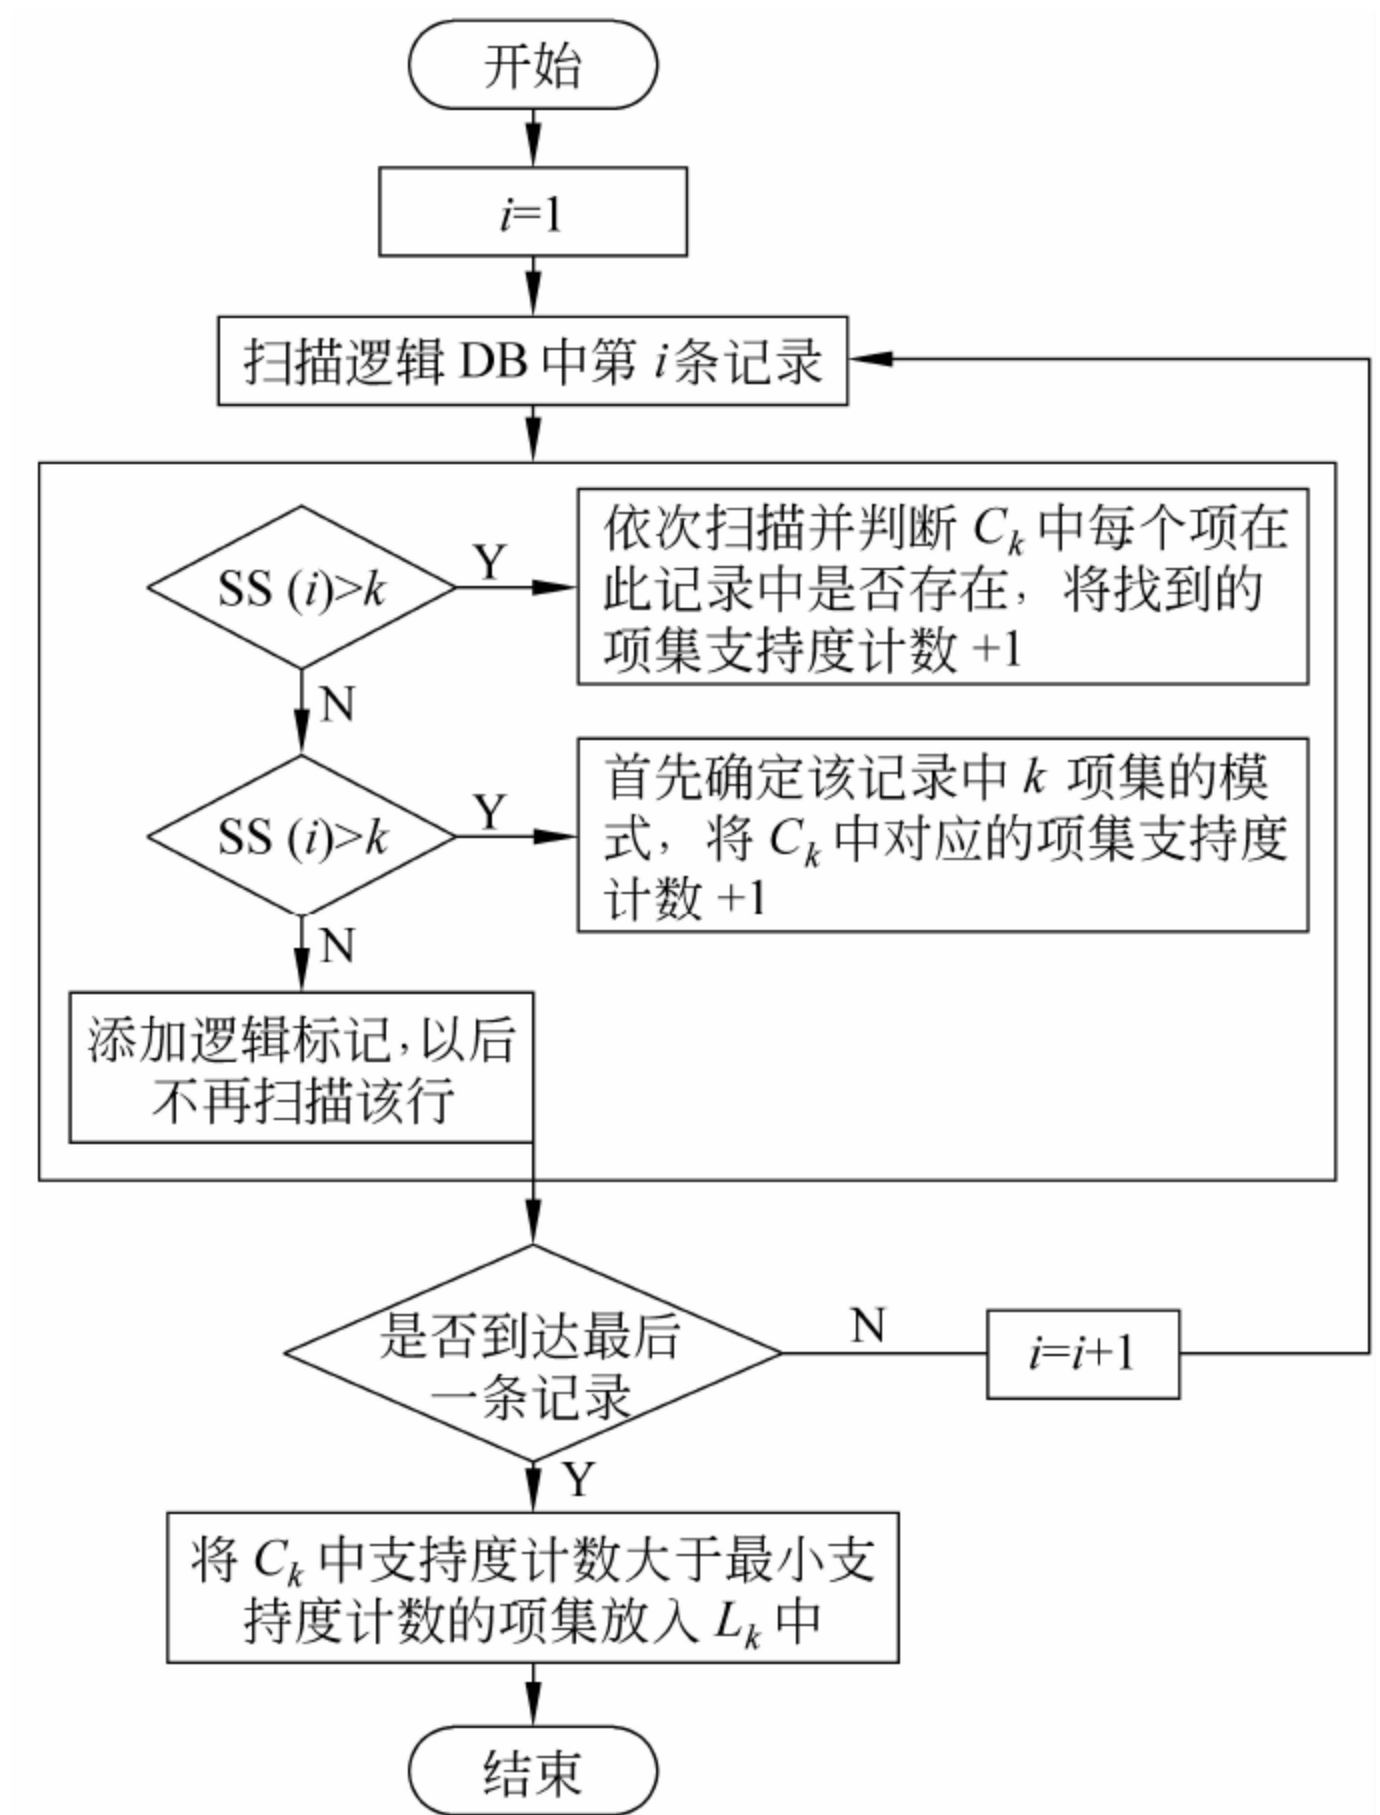 开始
i=1
扫描逻辑 DB 中第 i条记录
SS (i)>k
Y
依次扫描并判断 Ck 中每个项在
此记录中是否存在，将找到的
项集支持度计数 +1
N
SS (i)>k
Y
首先确定该记录中 k 项集的模
式，将 Ck 中对应的项集支持度
计数 +1
N
添加逻辑标记，以后
不再扫描该行
是否到达最后
一条记录
N
i=i+1
Y
将 Ck 中支持度计数大于最小支
持度计数的项集放入 Lk 中
结束